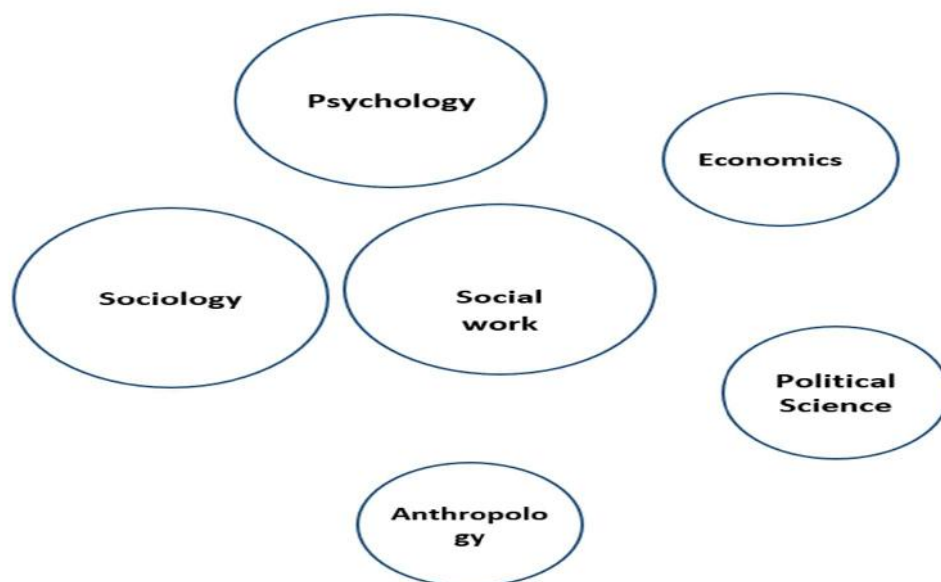 Psychology
Economics
Sociology
Social
work
Political
Science
Anthropolo
gy